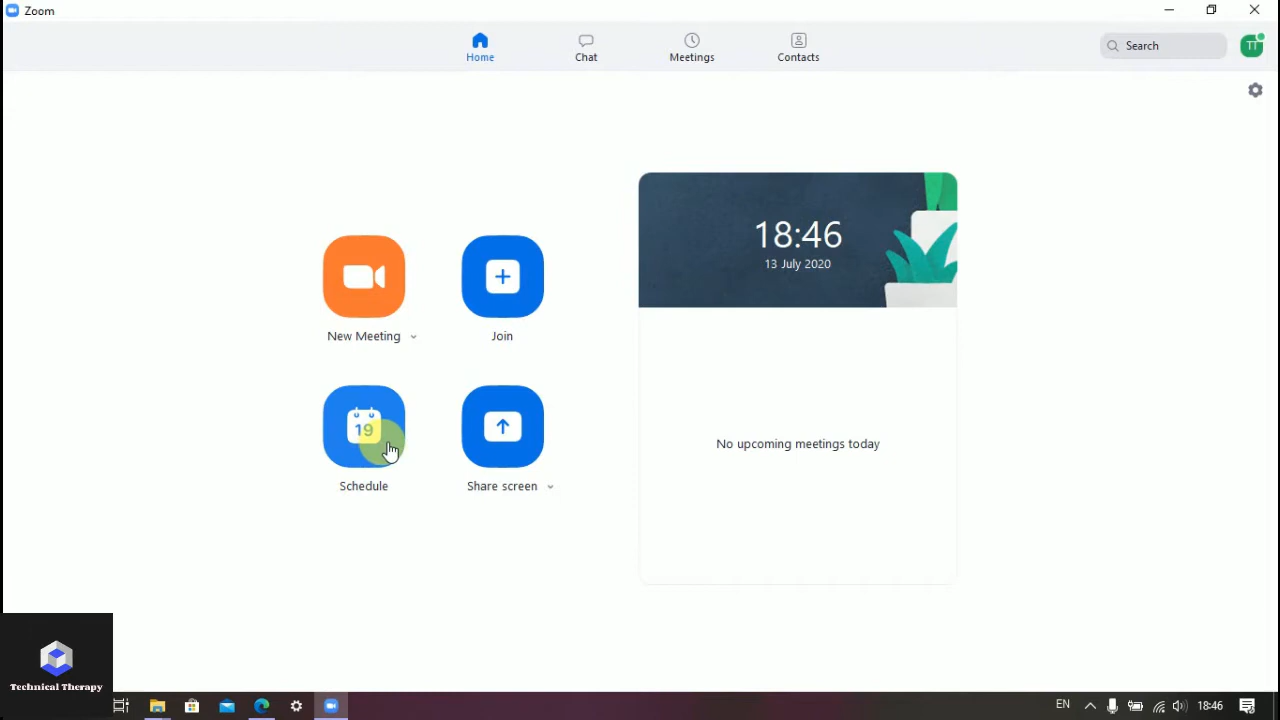 Zoom
Home
Chat
Meetings
Contacts
Search
TT
18:46
13 July 2020
New Meeting
Join
19
Schedule
Share screen
No upcoming meetings today
Technical Therapy
EN
18:46